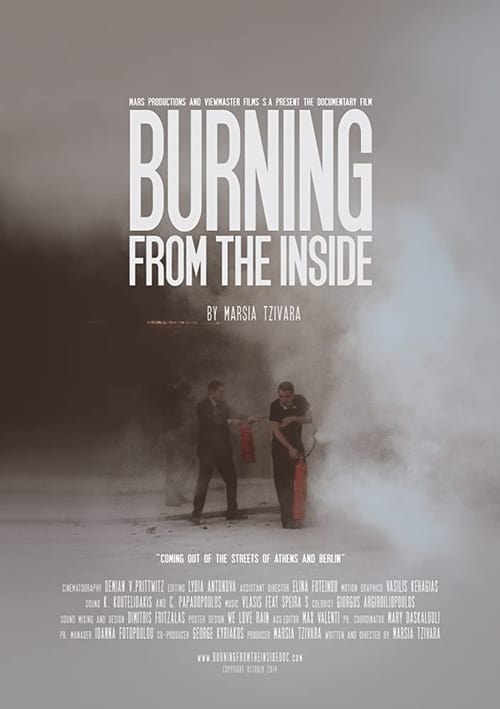 MARS PRODUCTIONS AND VIEWMASTER FILMS S.A PRESENT THE DOCUMENTARY FILM
BURNING
FROM THE INSIDE
BY MARSIA TZIVARA
"COMING OUT OF THE STREETS OF ATHENS AND BERLIN"
CINEMATOGRAPHY DEMIAN V.PRITTWITZ EDITING LYDIA ANTONOVA ASSISTANT DIRECTOR ELINA FOTEINOU MOTION GRAPHICS VASILIS KERAGIAS
SOUND K. KOUTELIDAKIS AND C. PAPADOPOULOS MUSIC VLASIS FEAT SPEIRA S COLORIST GIORGOS ARGIROILIOPOULOS
SOUND MIXING AND DESIGN DIMITRIS FRITZALAS POSTER DESIGN WE LOVE RAIN ASS.EDITOR MAX VALENTI PR. COORDINATOR MARY DASKALOULI
PR. MANAGER IOANNA FOTOPOULOU CO-PRODUCER GEORGE KYRIAKOS PRODUCER MARSIA TZIVARA WRITTEN AND DIRECTED BY MARSIA TZIVARA
WWW.BURNINGFROMTHEINSIDEDOC.COM
COPYRIGHT OCTOBER 2014